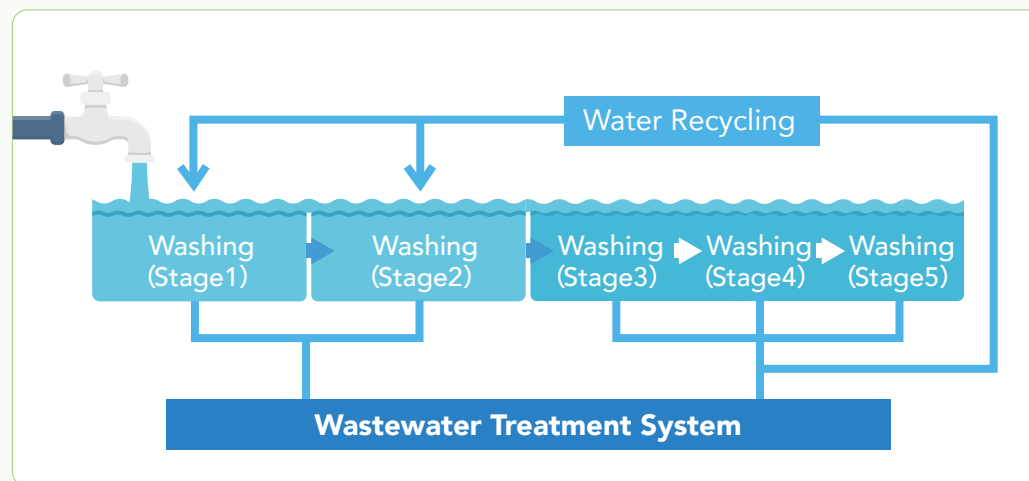 Water Recycling
Washing
(Stage1)
Washing
(Stage2)
Washing
(Stage3)
Washing
(Stage4)
Washing
(Stage5)
Wastewater Treatment System